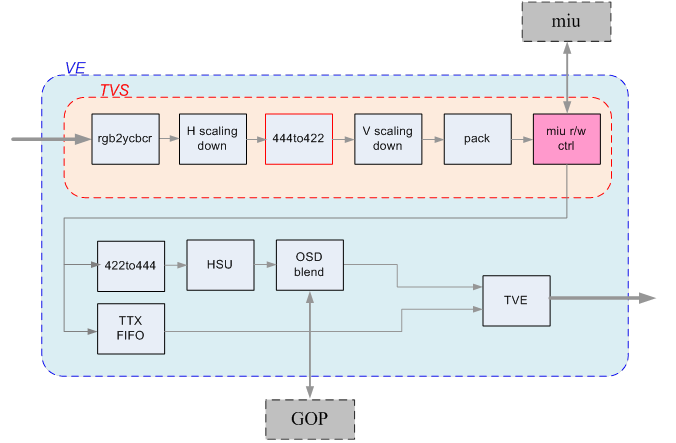 miu
VE
TVS
rgb2ycbcr
H scaling
down
444to422
V scaling
down
pack
miu r/w
ctrl
422to444
HSU
OSD
blend
TVE
TTX
FIFO
GOP